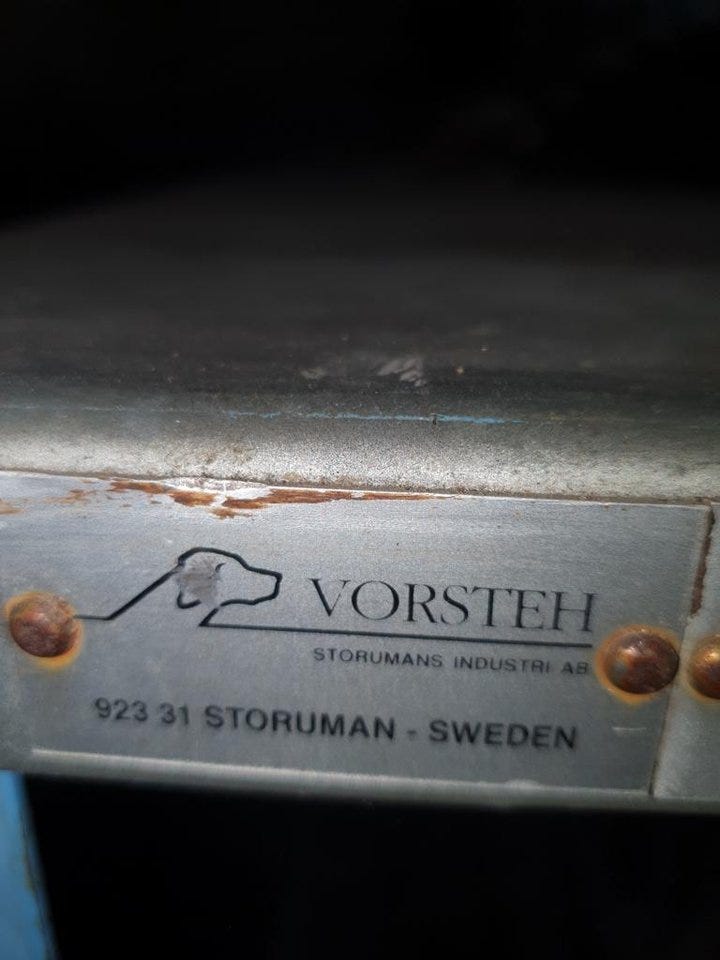 VORSTEH
STORUMANS INDUSTRI AB
923 31 STORUMAN - SWEDEN